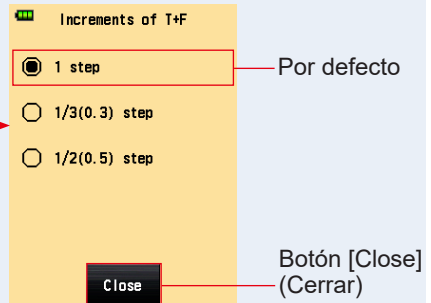 Increments of T+F
1 step
Por defecto
1/3(0.3) step
1/2(0.5) step
Close
Botón [Close]
(Cerrar)